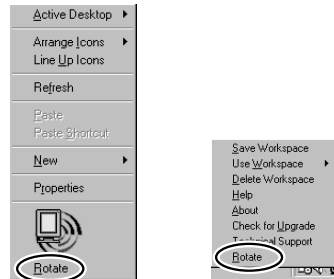 Active Desktop
Arrange Icons
Line Up Icons
Refresh
Paste
Paste Shortcut
New
Properties
Rotate
Save Workspace
Use Workspace
Delete Workspace
Help
About
Check for Upgrade
Technical Support
Rotate